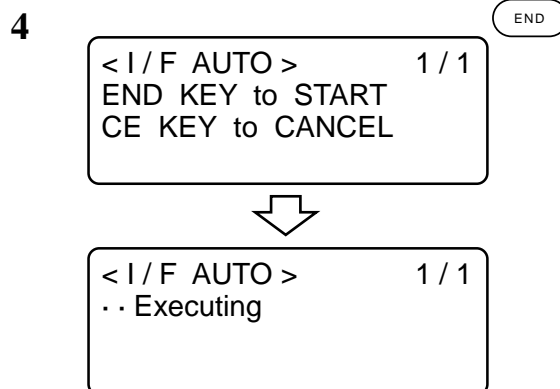 4
END
< I / F AUTO > 1 / 1
END KEY to START
CE KEY to CANCEL
< I / F AUTO > 1 / 1
· · Executing